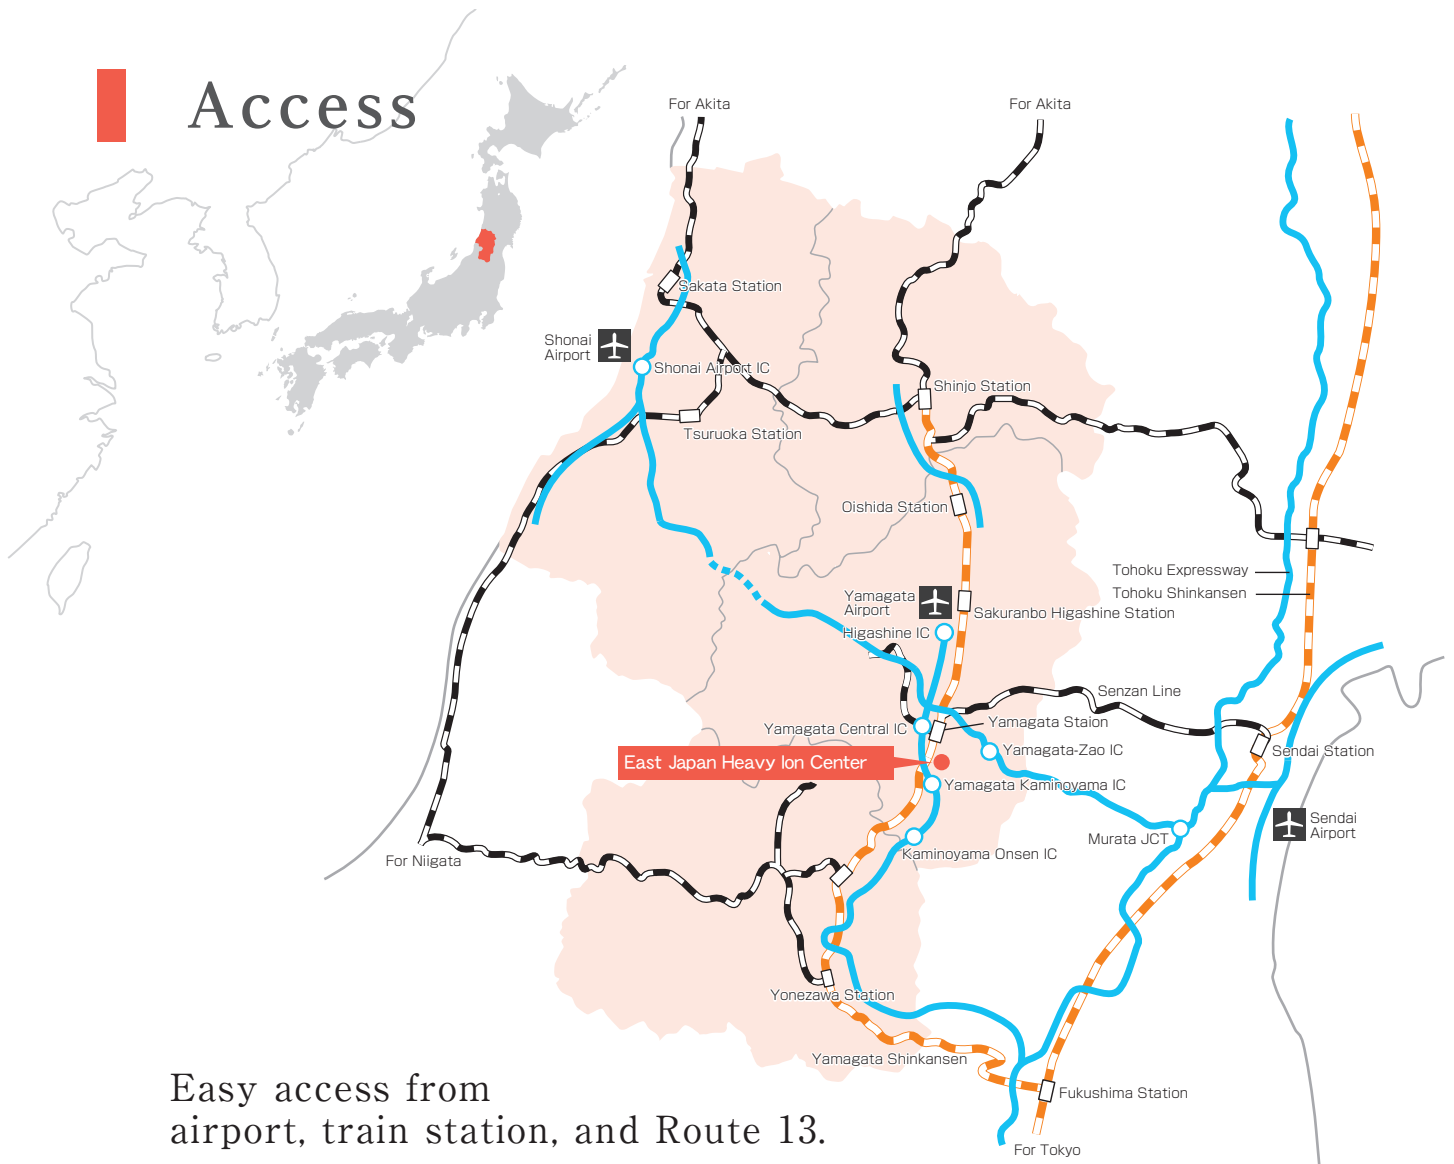 Access
For Akita
For Akita
Sakata Station
Shonai
Airport
Shonai Airport IC
Shinjo Station
Tsuruoka Station
Oishida Station
Tohoku Expressway
Tohoku Shinkansen
Yamagata
Airport
Sakuranbo Higashine Station
Higashine IC
Senzan Line
Yamagata Central IC
Yamagata Staion
Yamagata-Zao IC
Sendai Station
East Japan Heavy Ion Center
Yamagata Kaminoyama IC
Sendai
Airport
Murata JCT
Kaminoyama Onsen IC
For Niigata
Yonezawa Station
Yamagata Shinkansen
Fukushima Station
For Tokyo
Easy access from
airport, train station, and Route 13.